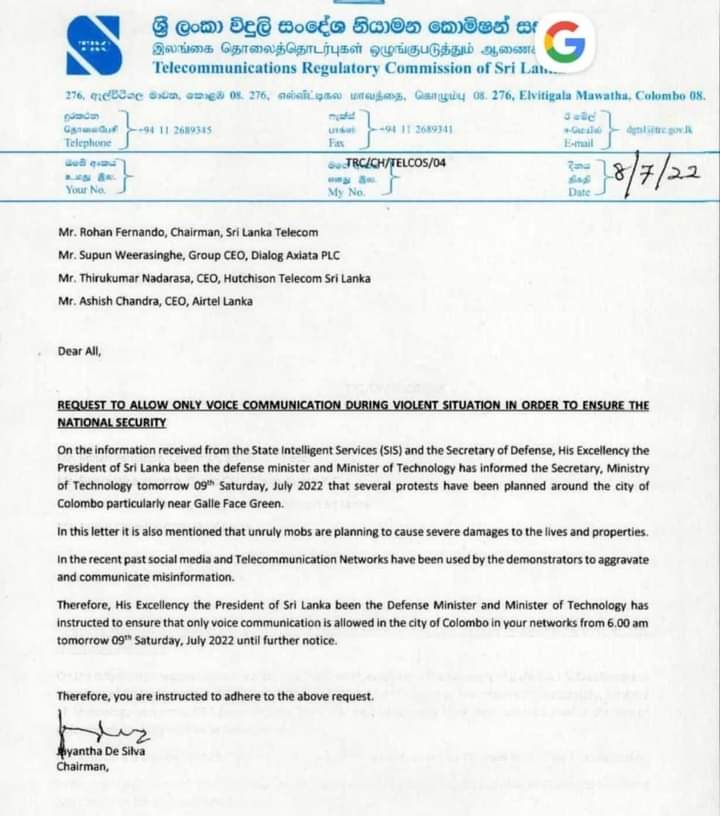 ශ්‍රී ලංකා විදුලි සංදේශ නියාමන කොමිෂන් සභ
இலங்கை தொலைத்தொடர்புகள் ஒழுங்குபடுத்தும் ஆணைக்
Telecommunications Regulatory Commission of Sri Lan
276, ඇල්විටිගල මාවත, කොළඹ 08. 276, எல்விட்டிகல மாவத்தை, கொழும்பு 08. 276, Elvitigala Mawatha, Colombo 08.
දුරකථන
தொலைபேசி
Telephone
+94 11 2689345
ෆැක්ස්
பாக்ஸ்
Fax
+94 11 2689341
ඊ මේල්
ஈ-மெயில்
E-mail
dgtrl@trc.gov.lk
ඔබේ අංකය
உமது இல.
Your No.
TRC/CH/TELCOS/04
எனது இல.
My No.
දිනය
திகதி
Date
8/7/22
Mr. Rohan Fernando, Chairman, Sri Lanka Telecom
Mr. Supun Weerasinghe, Group CEO, Dialog Axiata PLC
Mr. Thirukumar Nadarasa, CEO, Hutchison Telecom Sri Lanka
Mr. Ashish Chandra, CEO, Airtel Lanka
Dear All,
REQUEST TO ALLOW ONLY VOICE COMMUNICATION DURING VIOLENT SITUATION IN ORDER TO ENSURE THE
NATIONAL SECURITY
On the information received from the State Intelligent Services (SIS) and the Secretary of Defense, His Excellency the
President of Sri Lanka been the defense minister and Minister of Technology has informed the Secretary, Ministry
of Technology tomorrow 09th Saturday, July 2022 that several protests have been planned around the city of
Colombo particularly near Galle Face Green.
In this letter it is also mentioned that unruly mobs are planning to cause severe damages to the lives and properties.
In the recent past social media and Telecommunication Networks have been used by the demonstrators to aggravate
and communicate misinformation.
Therefore, His Excellency the President of Sri Lanka been the Defense Minister and Minister of Technology has
instructed to ensure that only voice communication is allowed in the city of Colombo in your networks from 6.00 am
tomorrow 09th Saturday, July 2022 until further notice.
Therefore, you are instructed to adhere to the above request.
Jayantha De Silva
Chairman,